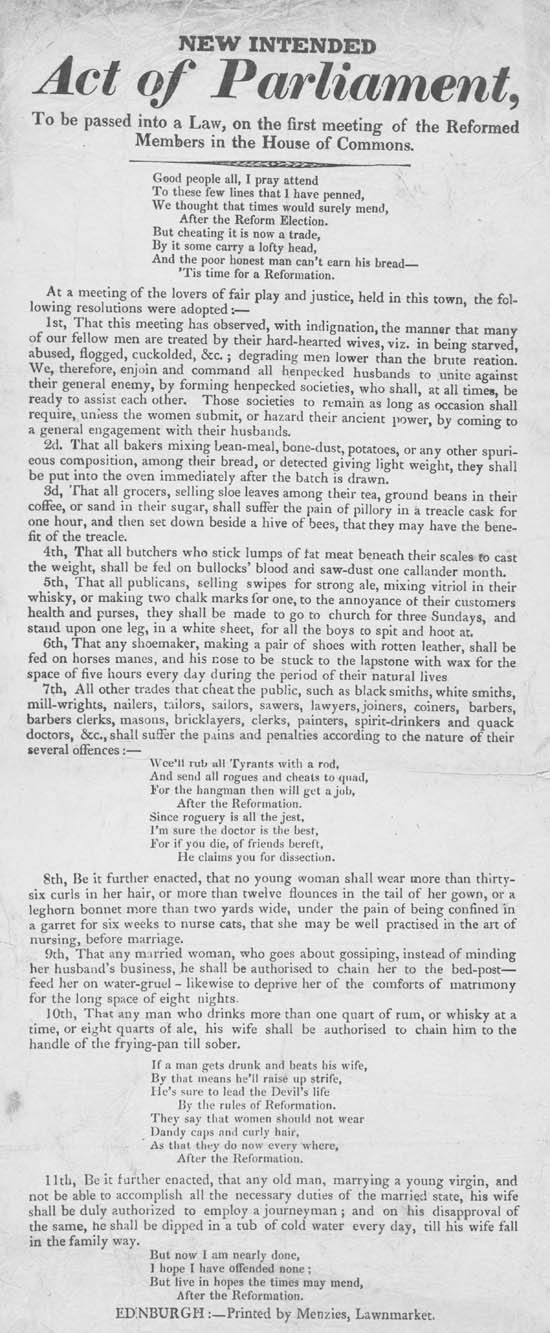 NEW INTENDED
Act of Parliament,
To be passed into a Law, on the first meeting of the Reformed
Members in the House of Commons.
Good people all, I pray attend
To these few lines that I have penned,
We thought that times would surely mend,
After the Reform Election.
But cheating it is now a trade,
By it some carry a lofty head,
And the poor honest man can't earn his bread—
'Tis time for a Reformation.
At a meeting of the lovers of fair play and justice, held in this town, the fol-
lowing resolutions were adopted:—
1st, That this meeting has observed, with indignation, the manner that many
of our fellow men are treated by their hard-hearted wives, viz. in being starved,
abused, flogged, cuckolded, &c.; degrading men lower than the brute reation.
We, therefore, enjoin and command all henpecked husbands to unite against
their general enemy, by forming henpecked societies, who shall, at all times, be
ready to assist each other. Those societies to remain as long as occasion shall
require, unless the women submit, or hazard their ancient power, by coming to
a general engagement with their husbands.
2d. That all bakers mixing bean-meal, bone-dust, potatoes, or any other spuri-
eous composition, among their bread, or detected giving light weight, they shall
be put into the oven immediately after the batch is drawn.
3d, That all grocers, selling sloe leaves among their tea, ground beans in their
coffee, or sand in their sugar, shall suffer the pain of pillory in a treacle cask for
one hour, and then set down beside a hive of bees, that they may have the bene-
fit of the treacle.
4th, That all butchers who stick lumps of fat meat beneath their scales to cast
the weight, shall be fed on bullocks' blood and saw-dust one callander month.
5th, That all publicans, selling swipes for strong ale, mixing vitriol in their
whisky, or making two chalk marks for one, to the annoyance of their customers
health and purses, they shall be made to go to church for three Sundays, and
stand upon one leg, in a white sheet, for all the boys to spit and hoot at.
6th, That any shoemaker, making a pair of shoes with rotten leather, shall be
fed on horses manes, and his nose to be stuck to the lapstone with wax for the
space of five hours every day during the period of their natural lives
7th, All other trades that cheat the public, such as black smiths, white smiths,
mill-wrights, nailers, tailors, sailors, sawers, lawyers, joiners, coiners, barbers,
barbers clerks, masons, bricklayers, clerks, painters, spirit-drinkers and quack
doctors, &c., shall suffer the pains and penalties according to the nature of their
several offences:—
Wee'll rub all Tyrants with a rod,
And send all rogues and cheats to quad,
For the hangman then will get a job,
After the Reformation.
Since roguery is all the jest,
I'm sure the doctor is the best,
For if you die, of friends bereft,
He claims you for dissection.
8th, Be it further enacted, that no young woman shall wear more than thirty-
six curls in her hair, or more than twelve flounces in the tail of her gown, or a
leghorn bonnet more than two yards wide, under the pain of being confined in
a garret for six weeks to nurse cats, that she may be well practised in the art of
nursing, before marriage.
9th, That any married woman, who goes about gossiping, instead of minding
her husband's business, he shall be authorised to chain her to the bed-post—
feed her on water-gruel – likewise to deprive her of the comforts of matrimony
for the long space of eight nights.
10th, That any man who drinks more than one quart of rum, or whisky at a
time, or eight quarts of ale, his wife shall be authorised to chain him to the
handle of the frying-pan till sober.
If a man gets drunk and beats his wife,
By that means he'll raise up strife,
He's sure to lead the Devil's life
By the rules of Reformation.
They say that women should not wear
Dandy caps and curly hair,
As that they do now every where,
After the Reformation.
11th, Be it further enacted, that any old man, marrying a young virgin, and
not be able to accomplish all the necessary duties of the married state, his wife
shall be duly authorized to employ a journeyman; and on his disapproval of
the same, he shall be dipped in a tub of cold water every day, till his wife fall
in the family way.
But now I am nearly done,
I hope I have offended none;
But live in hopes the times may mend,
After the Reformation.
EDINBURGH:—Printed by Menzies, Lawnmarket.